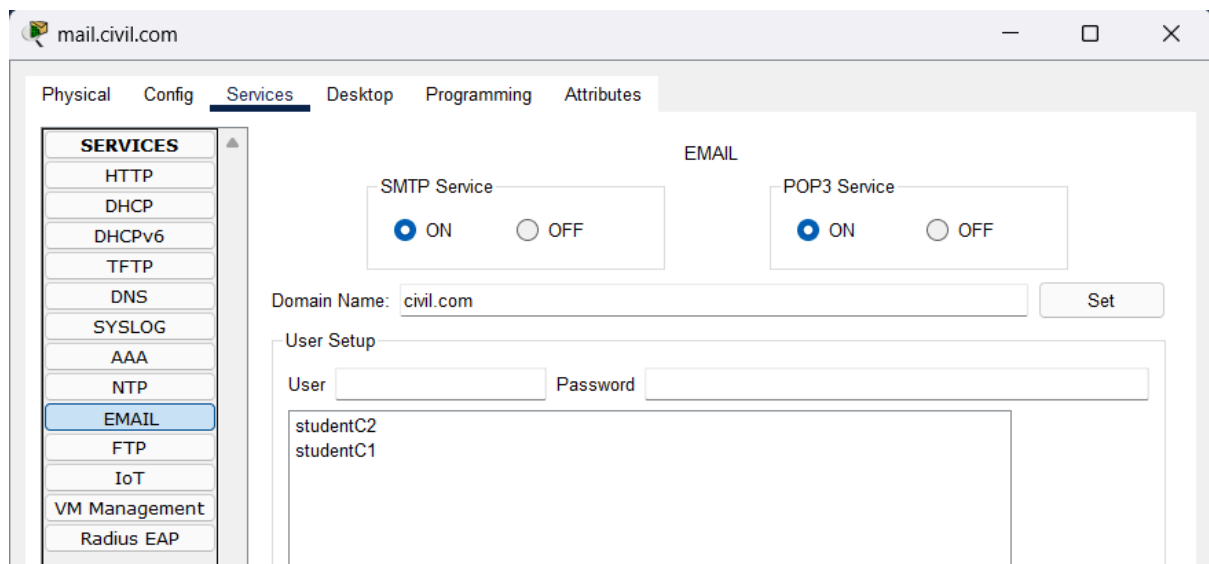 mail.civil.com
Physical Config Services Desktop Programming Attributes
SERVICES
HTTP
DHCP
DHCPv6
TFTP
DNS
SYSLOG
AAA
NTP
EMAIL
FTP
IoT
VM Management
Radius EAP
EMAIL
SMTP Service
ON OFF
POP3 Service
ON OFF
Domain Name: civil.com Set
User Setup
User Password
studentC2
studentC1